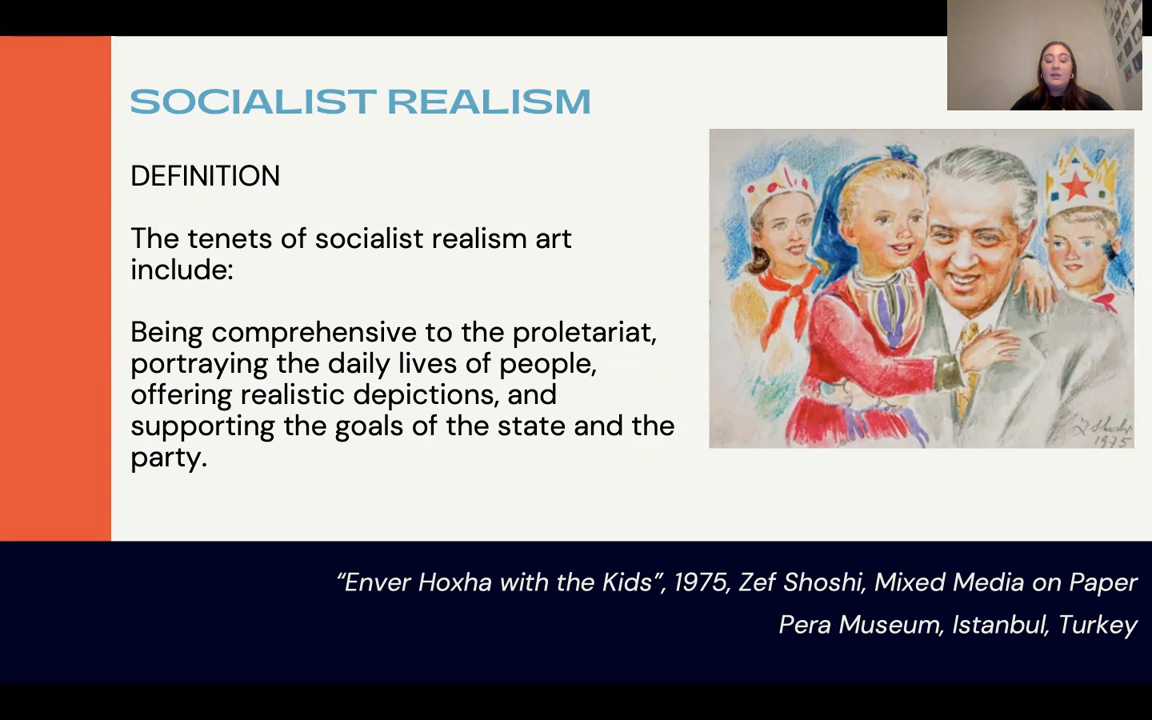 SOCIALIST REALISM
DEFINITION
The tenets of socialist realism art
include:
Being comprehensive to the proletariat,
portraying the daily lives of people,
offering realistic depictions, and
supporting the goals of the state and the
party.
Z Shoshi
1975
“Enver Hoxha with the Kids”, 1975, Zef Shoshi, Mixed Media on Paper
Pera Museum, Istanbul, Turkey